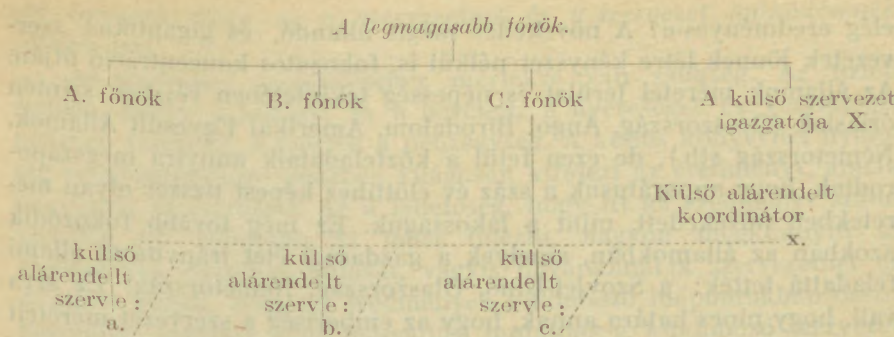 A legmagasabb főnök.
A. főnök B. főnök C. főnök A külső szervezet
igazgatója X.
Külső alárendelt
koordinátor
x.
külső külső külső
alárendelt alárendelt alárendelt
szerve: szerve: szerve:
a. b. c.